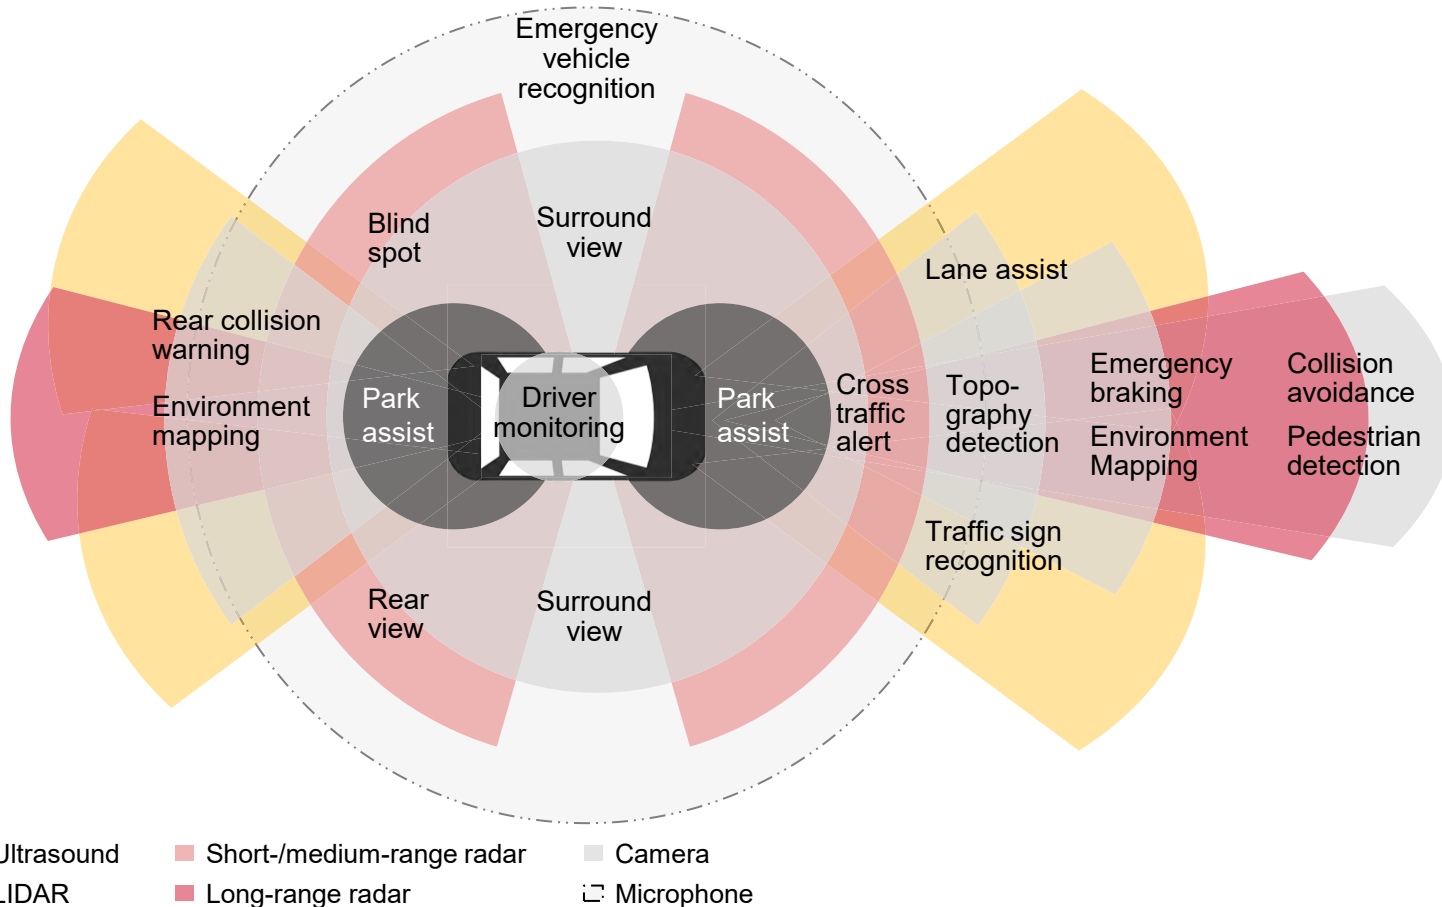 Emergency
vehicle
recognition
Blind
spot
Surround
view
Lane assist
Rear collision
warning
Environment
mapping
Park
assist
Driver
monitoring
Park
assist
Cross
traffic
alert
Topo-
graphy
detection
Emergency
braking
Environment
Mapping
Collision
avoidance
Pedestrian
detection
Traffic sign
recognition
Rear
view
Surround
view
Ultrasound
Short-/medium-range radar
Camera
LIDAR
Long-range radar
Microphone